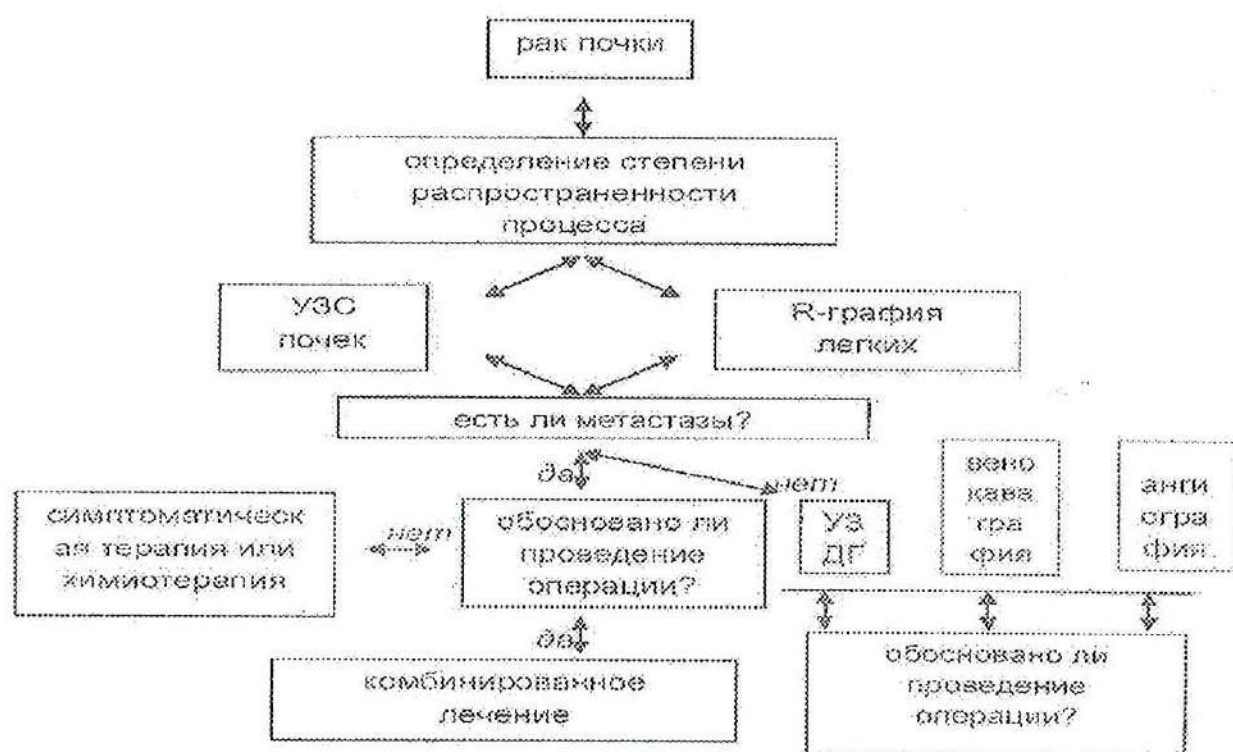 рак почки
определение степени
распространенности
процесса
УЗС
почек
R-графия
легких
есть ли метастазы?
да
нет
симптоматическ
ая терапия или
химиотерапия
нет
обосновано ли
проведение
операции?
УЗ
ДГ
вено
кава
гра
фия
анги
огра
фия
да
комбинированное
лечение
обосновано ли
проведение
операции?